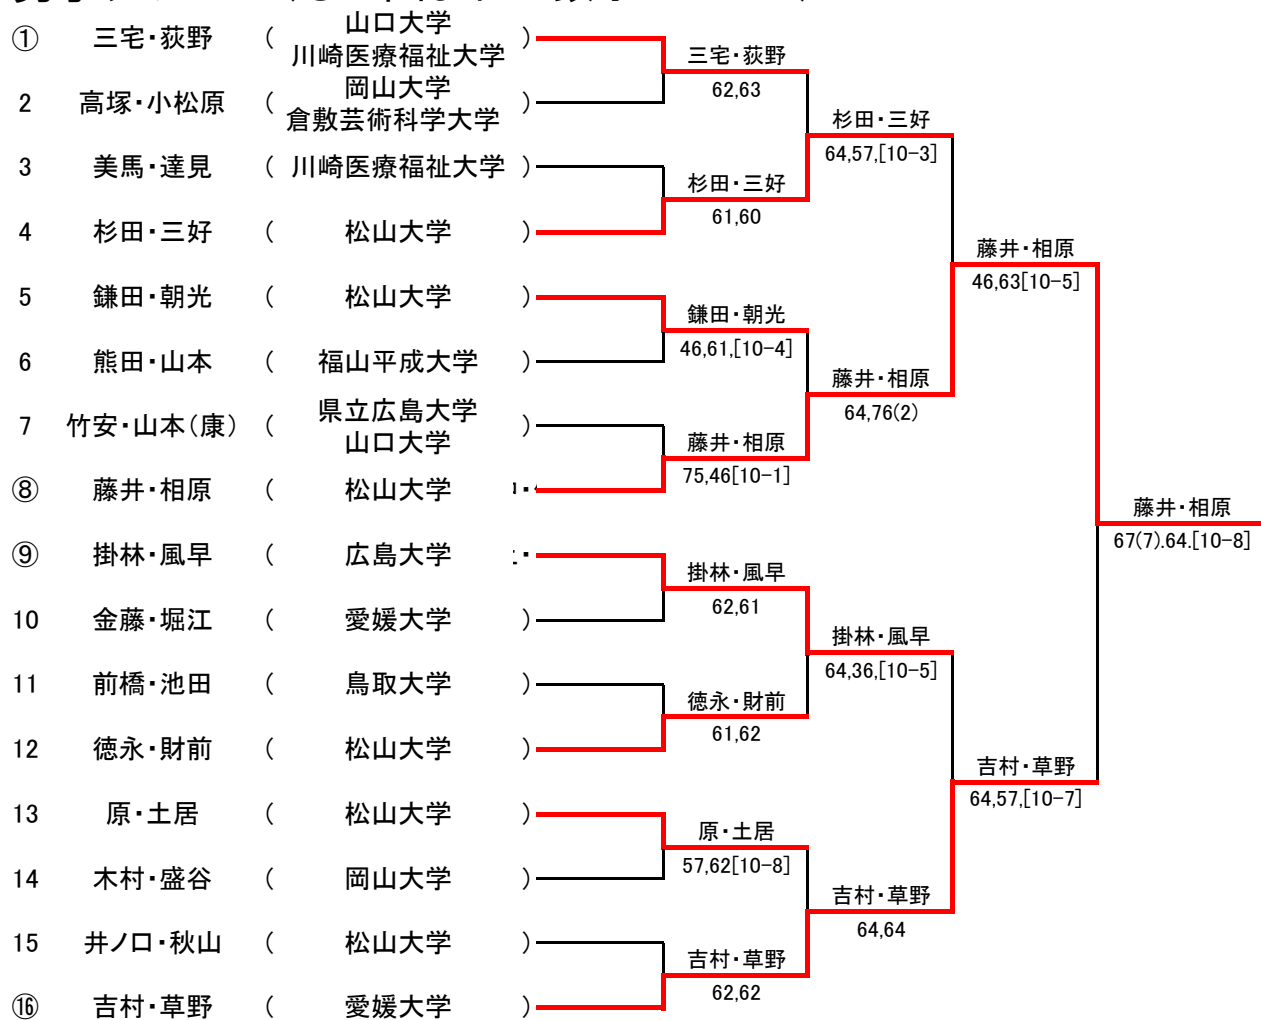 ① 三宅・荻野 ( 山口大学 川崎医療福祉大学 )
2 高塚・小松原 ( 岡山大学 倉敷芸術科学大学 )
3 美馬・達見 ( 川崎医療福祉大学 )
4 杉田・三好 ( 松山大学 )
5 鎌田・朝光 ( 松山大学 )
6 熊田・山本 ( 福山平成大学 )
7 竹安・山本(康) ( 県立広島大学 山口大学 )
⑧ 藤井・相原 ( 松山大学
⑨ 掛林・風早 ( 広島大学
10 金藤・堀江 ( 愛媛大学 )
11 前橋・池田 ( 鳥取大学 )
12 徳永・財前 ( 松山大学 )
13 原・土居 ( 松山大学 )
14 木村・盛谷 ( 岡山大学 )
15 井ノ口・秋山 ( 松山大学 )
⑯ 吉村・草野 ( 愛媛大学 )
三宅・荻野
62,63
杉田・三好
61,60
鎌田・朝光
46,61,[10-4]
藤井・相原
75,46[10-1]
掛林・風早
62,61
徳永・財前
61,62
原・土居
57,62[10-8]
吉村・草野
62,62
杉田・三好
64,57,[10-3]
藤井・相原
64,76(2)
掛林・風早
64,36,[10-5]
吉村・草野
64,64
藤井・相原
46,63[10-5]
吉村・草野
64,57,[10-7]
藤井・相原
67(7).64.[10-8]